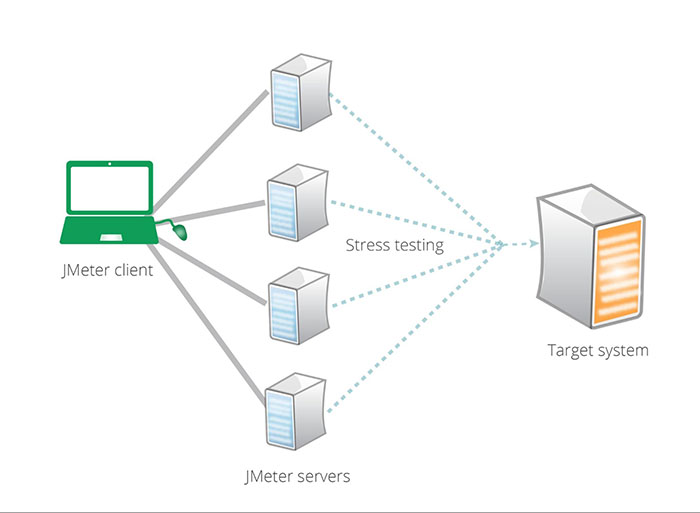 Stress testing
JMeter client
Target system
JMeter servers